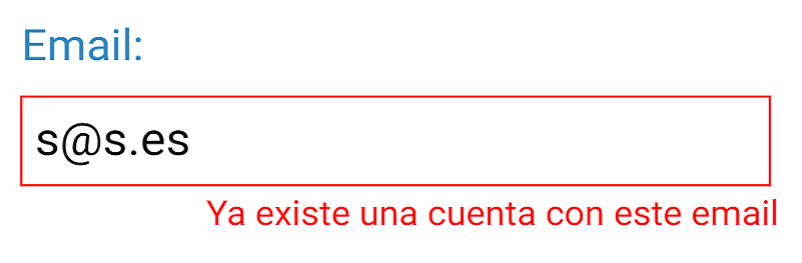 Email:
s@s.es
Ya existe una cuenta con este email